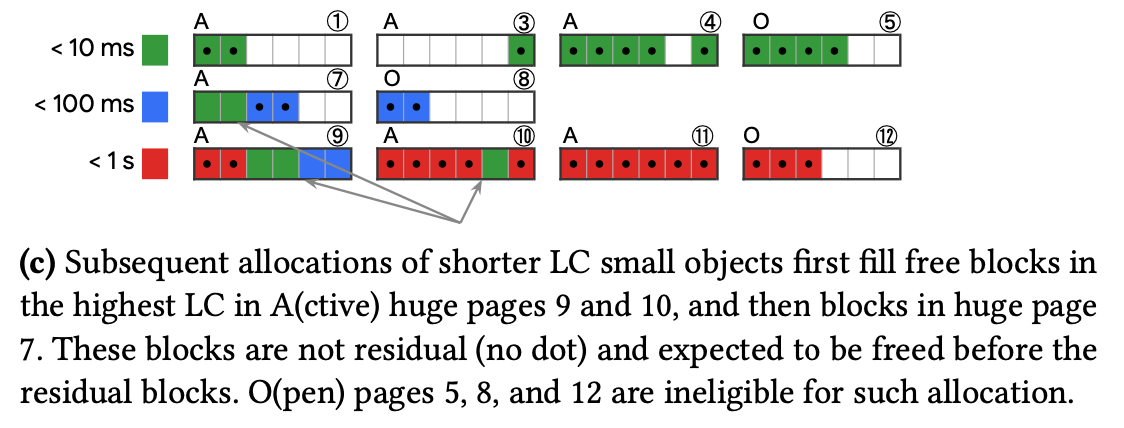 A ① A ③ A ④ O ⑤
< 10 ms
A ⑦ O ⑧
< 100 ms
A ⑨ A ⑩ A ⑪ O ⑫
< 1 s
(c) Subsequent allocations of shorter LC small objects first fill free blocks in
the highest LC in A(ctive) huge pages 9 and 10, and then blocks in huge page
7. These blocks are not residual (no dot) and expected to be freed before the
residual blocks. O(pen) pages 5, 8, and 12 are ineligible for such allocation.